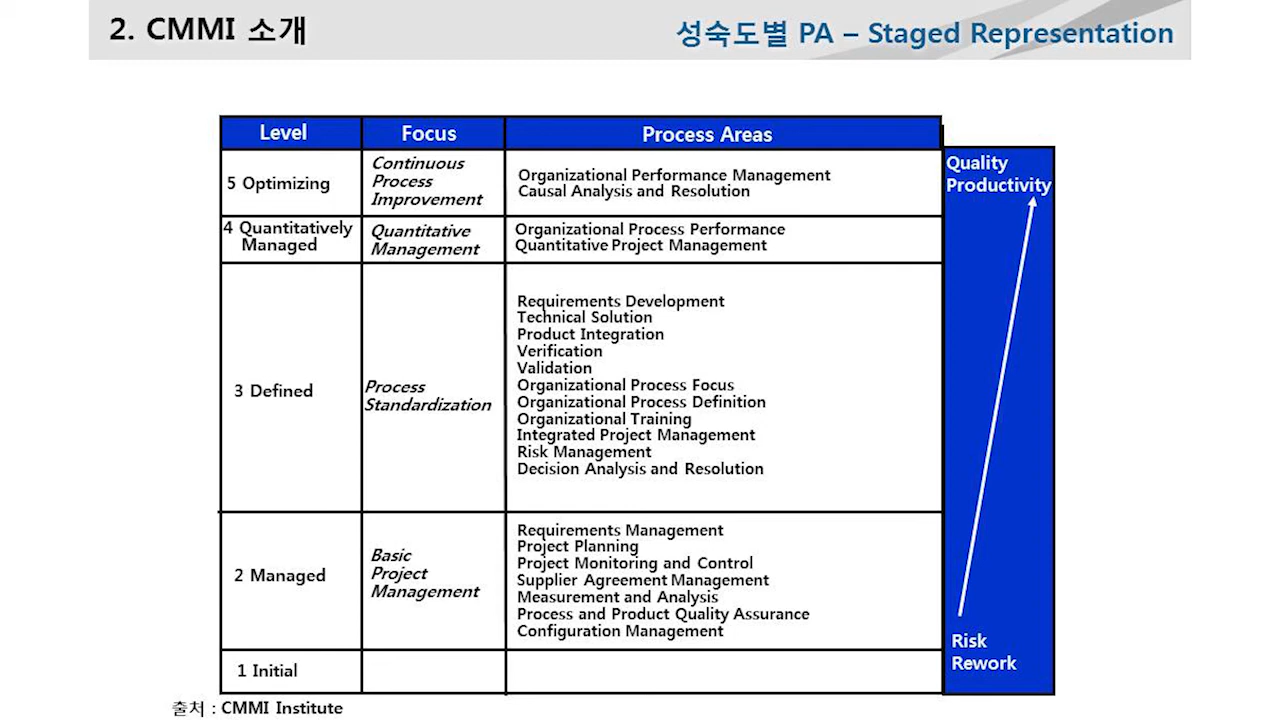 2. CMMI 소개
성숙도별 PA – Staged Representation
Level
Focus
Process Areas
5 Optimizing
Continuous
Process
Improvement
Organizational Performance Management
Causal Analysis and Resolution
4 Quantitatively
Managed
Quantitative
Management
Organizational Process Performance
Quantitative Project Management
3 Defined
Process
Standardization
Requirements Development
Technical Solution
Product Integration
Verification
Validation
Organizational Process Focus
Organizational Process Definition
Organizational Training
Integrated Project Management
Risk Management
Decision Analysis and Resolution
2 Managed
Basic
Project
Management
Requirements Management
Project Planning
Project Monitoring and Control
Supplier Agreement Management
Measurement and Analysis
Process and Product Quality Assurance
Configuration Management
1 Initial
Quality
Productivity
Risk
Rework
출처 : CMMI Institute